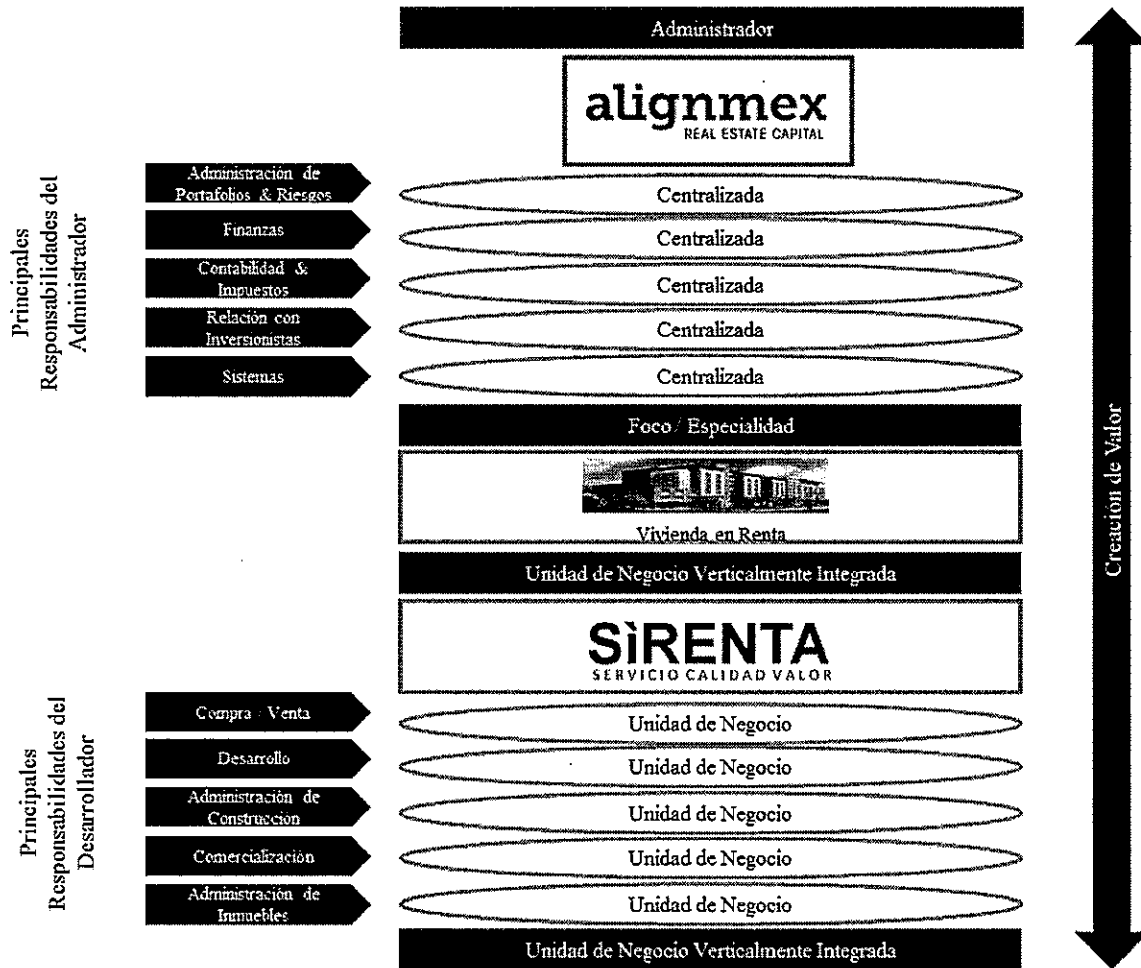 Administrador
alignmex
REAL ESTATE CAPITAL
Principales
Responsabilidades del
Administrador
Administración de
Portafolios & Riesgos
Centralizada
Finanzas
Centralizada
Contabilidad &
Impuestos
Centralizada
Relación con
Inversionistas
Centralizada
Sistemas
Centralizada
Foco / Especialidad
Vivienda en Renta
Unidad de Negocio Verticalmente Integrada
SìRENTA
SERVICIO CALIDAD VALOR
Principales
Responsabilidades del
Desarrollador
Compra / Venta
Unidad de Negocio
Desarrollo
Unidad de Negocio
Administración de
Construcción
Unidad de Negocio
Comercialización
Unidad de Negocio
Administración de
Inmuebles
Unidad de Negocio
Unidad de Negocio Verticalmente Integrada
Creación de Valor